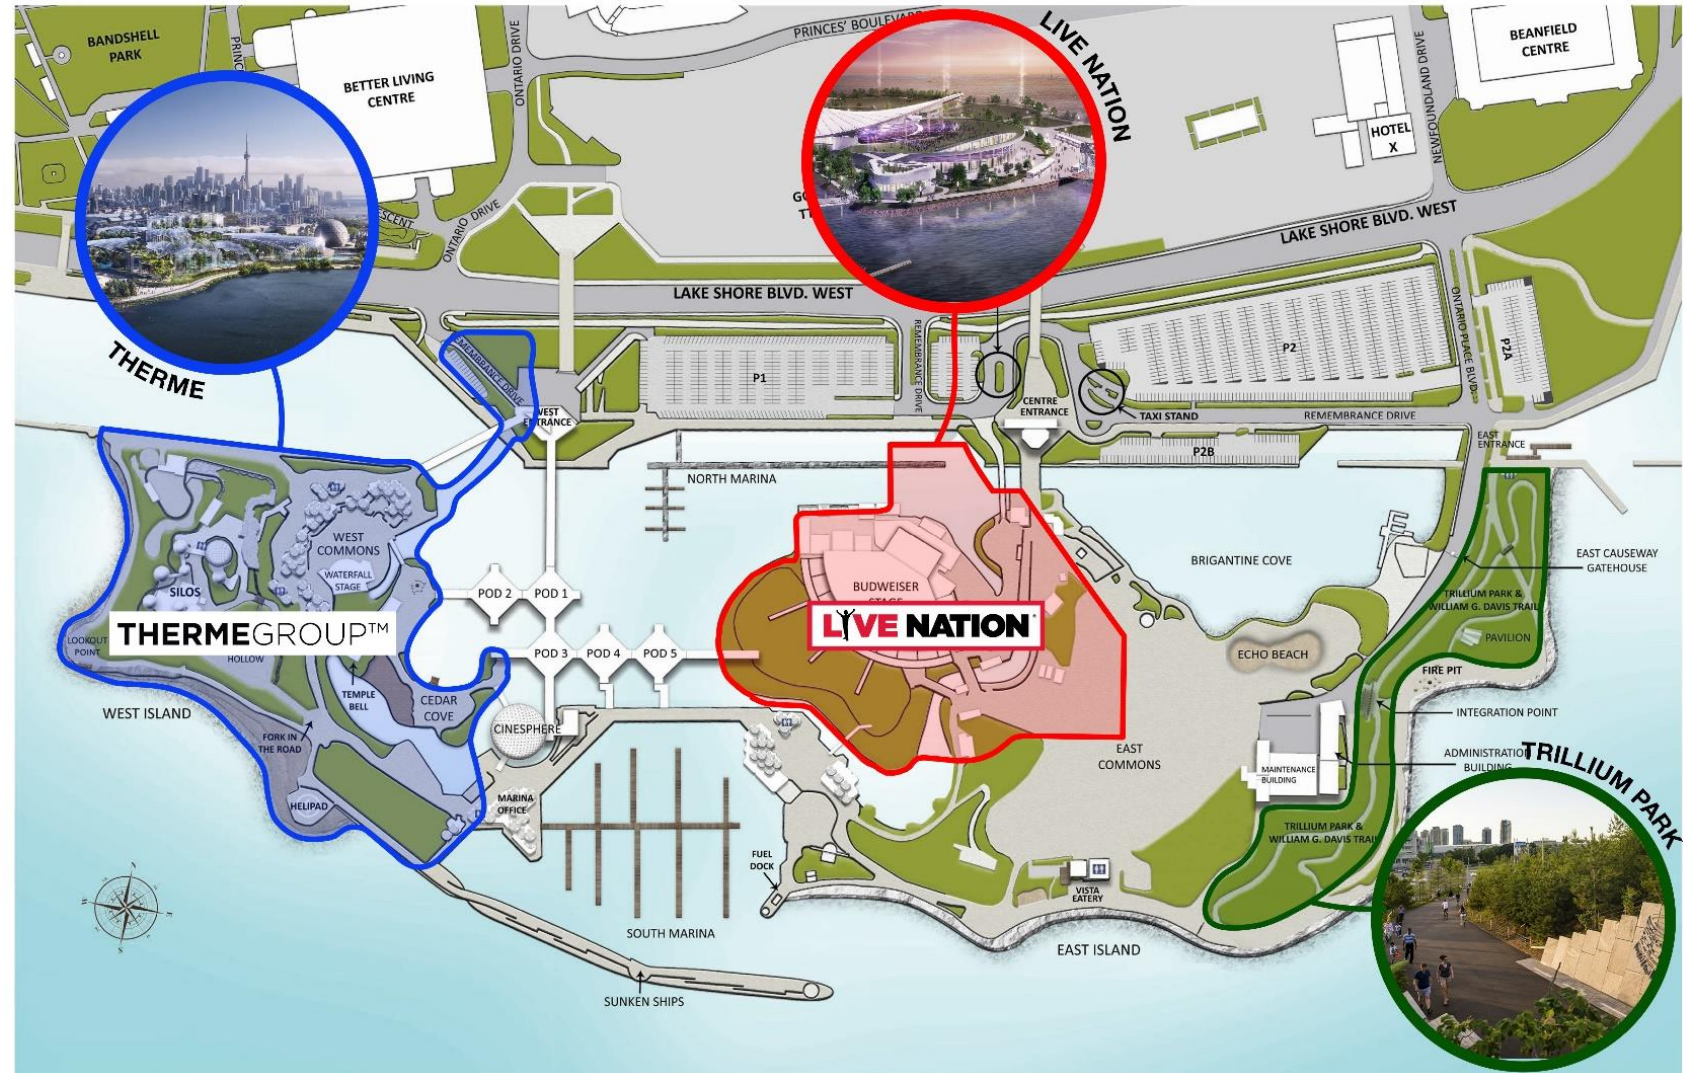 BANDSHELL
PARK
PRINC
BETTER LIVING
CENTRE
ONTARIO DRIVE
PRINCES' BOULEVARD
LIVE NATION
BEANFIELD
CENTRE
HOTEL
X
NEWFOUNDLAND DRIVE
ESCENT
ONTARIO DRIVE
LAKE SHORE BLVD. WEST
LAKE SHORE BLVD. WEST
THERME
REMEMBRANCE DRIVE
WEST
ENTRANCE
P1
REMEMBRANCE DRIVE
CENTRE
ENTRANCE
TAXI STAND
P2
REMEMBRANCE DRIVE
ONTARIO PLACE BLVD.
P2A
P2B
EAST
ENTRANCE
NORTH MARINA
WEST
COMMONS
WATERFALL
STAGE
SILOS
POD 2
POD 1
BUDWEISER
STAGE
BRIGANTINE COVE
EAST CAUSEWAY
GATEHOUSE
TRILLIUM PARK &
WILLIAM G. DAVIS TRAIL
PAVILION
THERMEGROUP™
LIVE NATION
LOOKOUT
POINT
HOLLOW
POD 3
POD 4
POD 5
ECHO BEACH
FIRE PIT
TEMPLE
BELL
CEDAR
COVE
WEST ISLAND
FORK IN
THE ROAD
CINESPHERE
INTEGRATION POINT
EAST
COMMONS
ADMINISTRATION
BUILDING
MAINTENANCE
BUILDING
TRILLIUM PARK
HELIPAD
MARINA
OFFICE
TRILLIUM PARK &
WILLIAM G. DAVIS TRAIL
FUEL
DOCK
VISTA
EATERY
SOUTH MARINA
EAST ISLAND
SUNKEN SHIPS